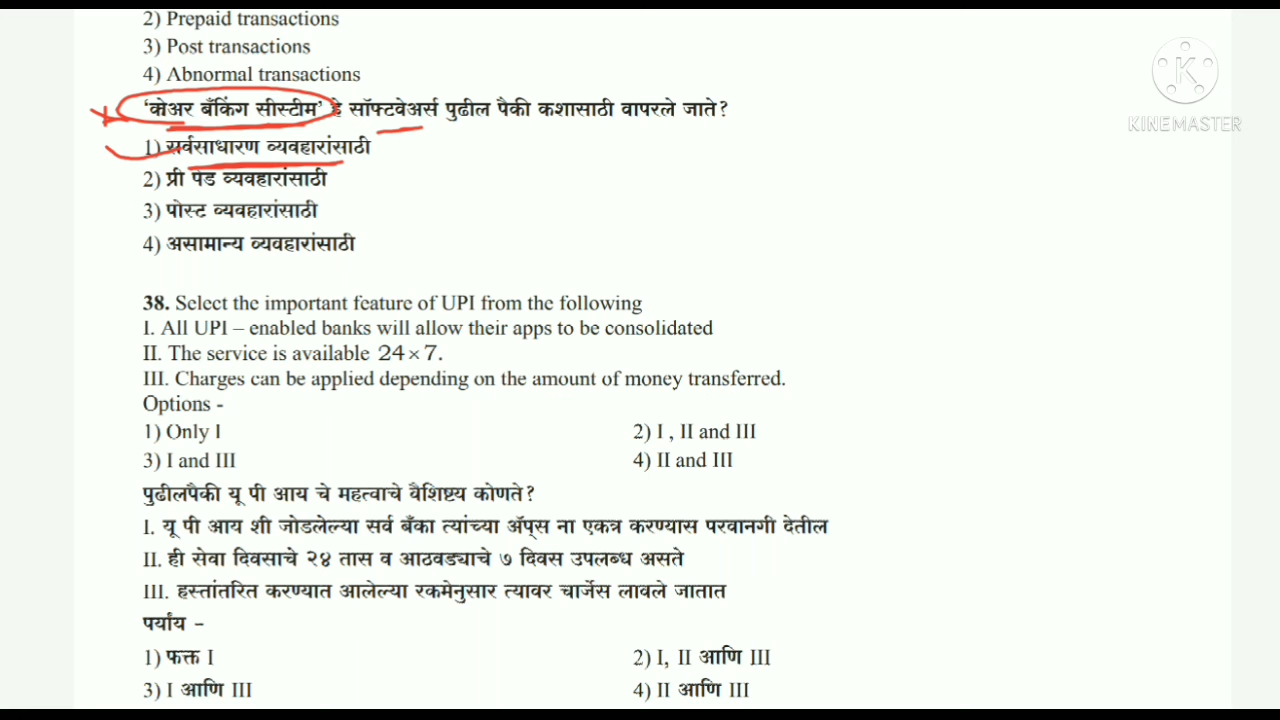 2) Prepaid transactions
3) Post transactions
4) Abnormal transactions
'कोअर बँकिंग सीस्टीम' हे सॉफ्टवेअर्स पुढील पैकी कशासाठी वापरले जाते?
1) सर्वसाधारण व्यवहारांसाठी
2) प्री पेड व्यवहारांसाठी
3) पोस्ट व्यवहारांसाठी
4) असामान्य व्यवहारांसाठी
38. Select the important feature of UPI from the following
I. All UPI – enabled banks will allow their apps to be consolidated
II. The service is available 24×7.
III. Charges can be applied depending on the amount of money transferred.
Options -
1) Only I 2) I , II and III
3) I and III 4) II and III
पुढीलपैकी यू पी आय चे महत्वाचे वैशिष्ट्य कोणते?
I. यू पी आय शी जोडलेल्या सर्व बँका त्यांच्या ॲप्स ना एकत्र करण्यास परवानगी देतील
II. ही सेवा दिवसाचे २४ तास व आठवड्याचे ७ दिवस उपलब्ध असते
III. हस्तांतरित करण्यात आलेल्या रकमेनुसार त्यावर चार्जेस लावले जातात
पर्याय -
1) फक्त I 2) I, II आणि III
3) I आणि III 4) II आणि III
K
KINEMASTER